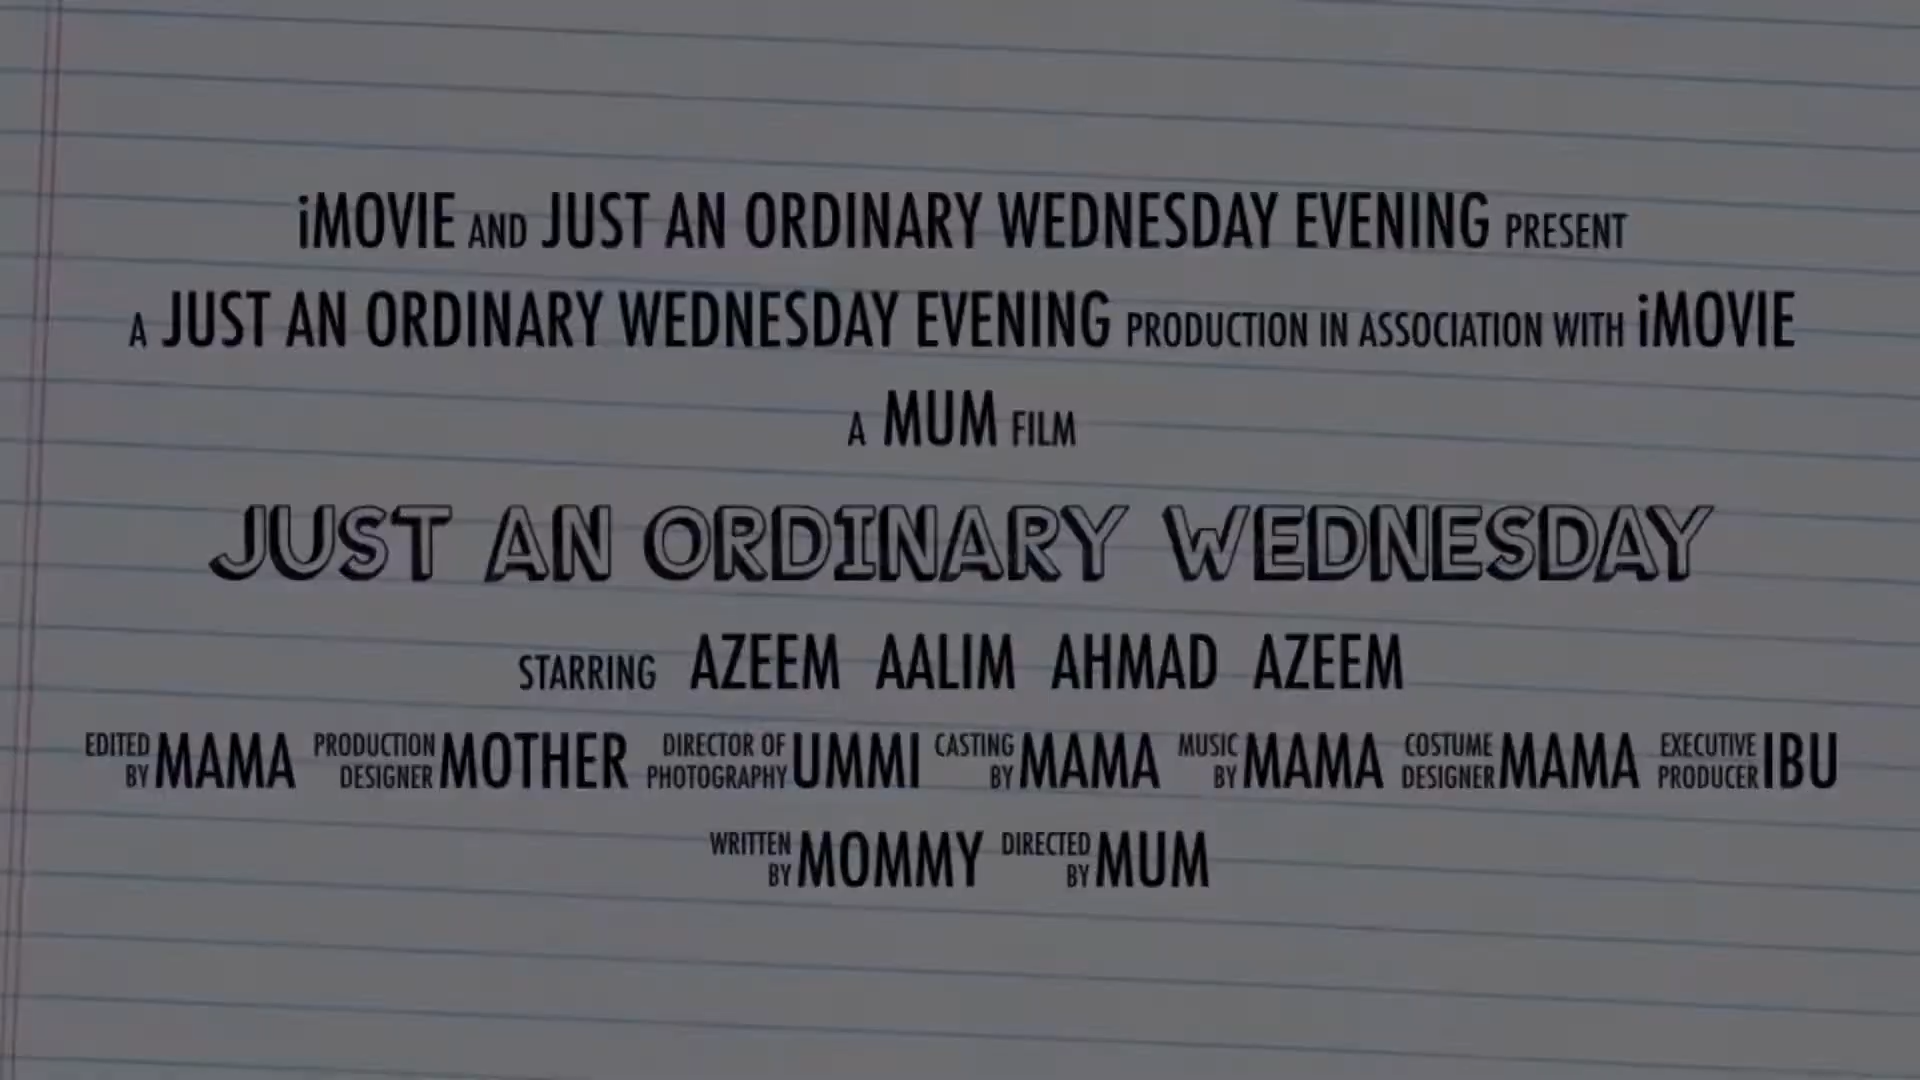 iMOVIE AND JUST AN ORDINARY WEDNESDAY EVENING PRESENT
A JUST AN ORDINARY WEDNESDAY EVENING PRODUCTION IN ASSOCIATION WITH iMOVIE
A MUM FILM
JUST AN ORDINARY WEDNESDAY
STARRING AZEEM AALIM AHMAD AZEEM
EDITED BY MAMA PRODUCTION DESIGNER MOTHER DIRECTOR OF PHOTOGRAPHY UMMI CASTING BY MAMA MUSIC BY MAMA COSTUME DESIGNER MAMA EXECUTIVE PRODUCER IBU
WRITTEN BY MOMMY DIRECTED BY MUM